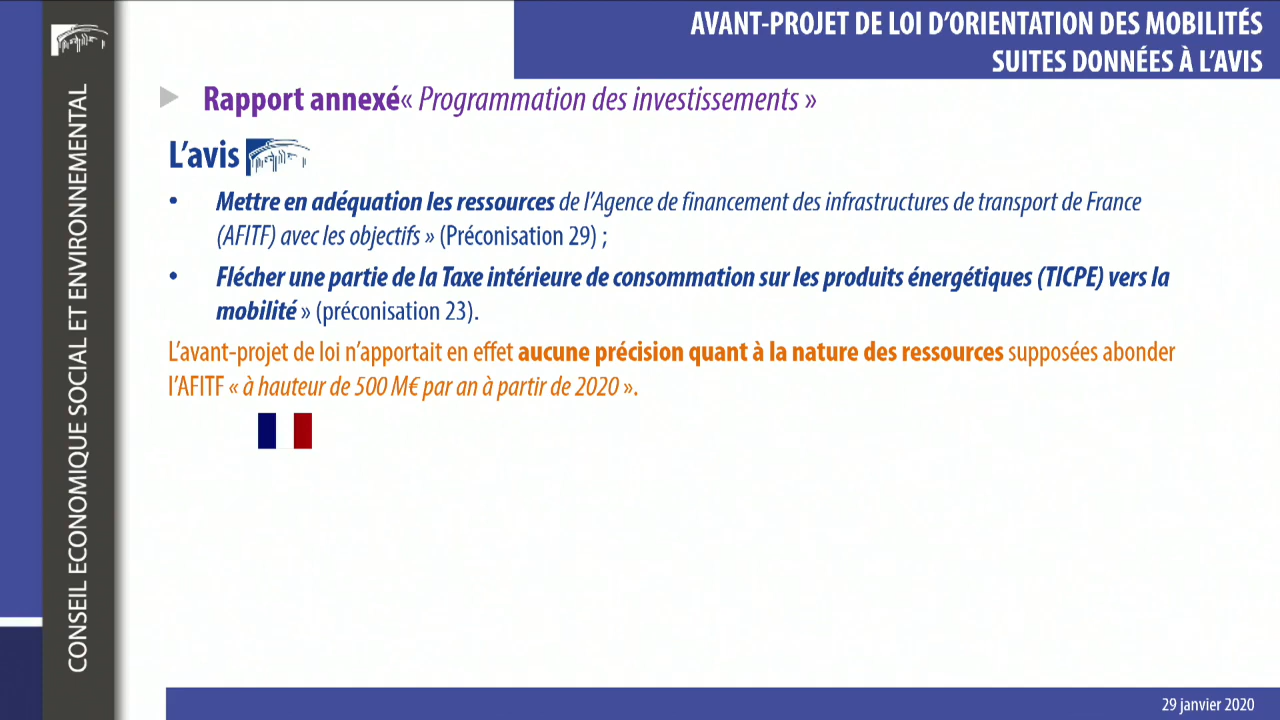 AVANT-PROJET DE LOI D’ORIENTATION DES MOBILITÉS
SUITES DONNÉES À L’AVIS
CONSEIL ECONOMIQUE SOCIAL ET ENVIRONNEMENTAL
Rapport annexé« Programmation des investissements »
L’avis
• Mettre en adéquation les ressources de l’Agence de financement des infrastructures de transport de France
(AFITF) avec les objectifs » (Préconisation 29) ;
• Flécher une partie de la Taxe intérieure de consommation sur les produits énergétiques (TICPE) vers la
mobilité » (préconisation 23).
L’avant-projet de loi n’apportait en effet aucune précision quant à la nature des ressources supposées abonder
l’AFITF « à hauteur de 500 M€ par an à partir de 2020 ».
29 janvier 2020